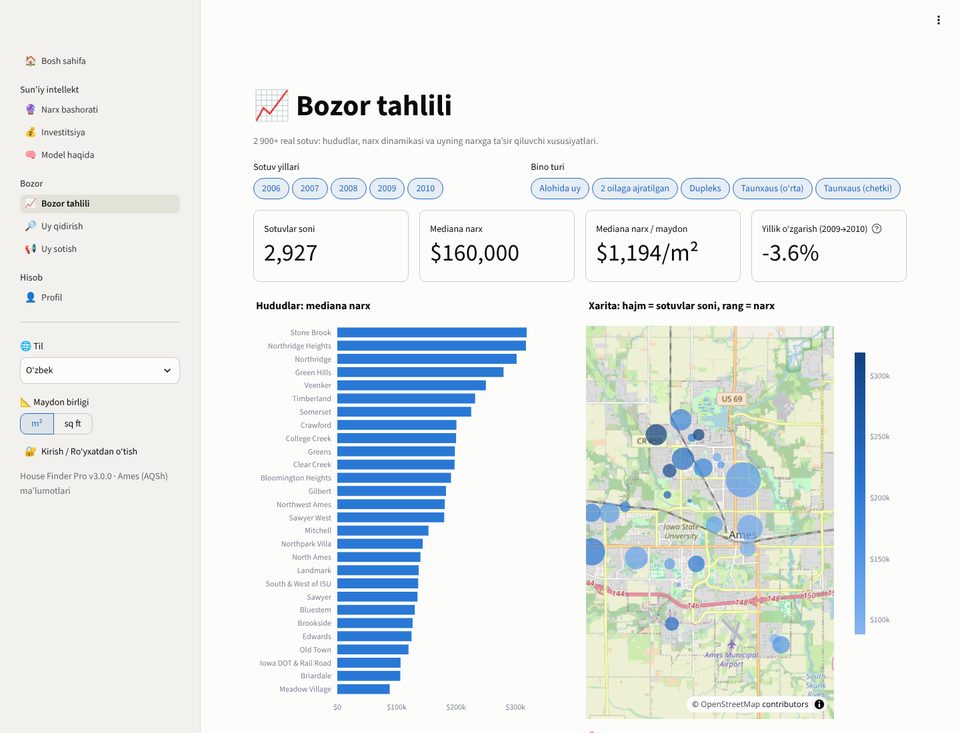 Bosh sahifa
Sun'iy intellekt
Narx bashorati
Investitsiya
Model haqida
Bozor
Bozor tahlili
Uy qidirish
Uy sotish
Hisob
Profil
Til
O'zbek
Maydon birligi
m²
sq ft
Kirish / Ro'yxatdan o'tish
House Finder Pro v3.0.0 · Ames (AQSh)
ma'lumotlari
Bozor tahlili
2 900+ real sotuv: hududlar, narx dinamikasi va uyning narxga ta'sir qiluvchi xususiyatlari.
Sotuv yillari
2006
2007
2008
2009
2010
Bino turi
Alohida uy
2 oilaga ajratilgan
Dupleks
Taunxaus (o'rta)
Taunxaus (chetki)
Sotuvlar soni
2,927
Mediana narx
$160,000
Mediana narx / maydon
$1,194/m²
Yillik o'zgarish (2009→2010)
-3.6%
Hududlar: mediana narx
Stone Brook
Northridge Heights
Northridge
Green Hills
Veenker
Timberland
Somerset
Crawford
College Creek
Greens
Clear Creek
Bloomington Heights
Gilbert
Northwest Ames
Sawyer West
Mitchell
Northpark Villa
North Ames
Landmark
South & West of ISU
Sawyer
Bluestem
Brookside
Edwards
Old Town
Iowa DOT & Rail Road
Briardale
Meadow Village
$0
$100k
$200k
$300k
Xarita: hajm = sotuvlar soni, rang = narx
US 69
Iowa State
University
Ames
144
146
148
150
Ames Municipal
Airport
South
Skunk
© OpenStreetMap contributors
$300k
$250k
$200k
$150k
$100k